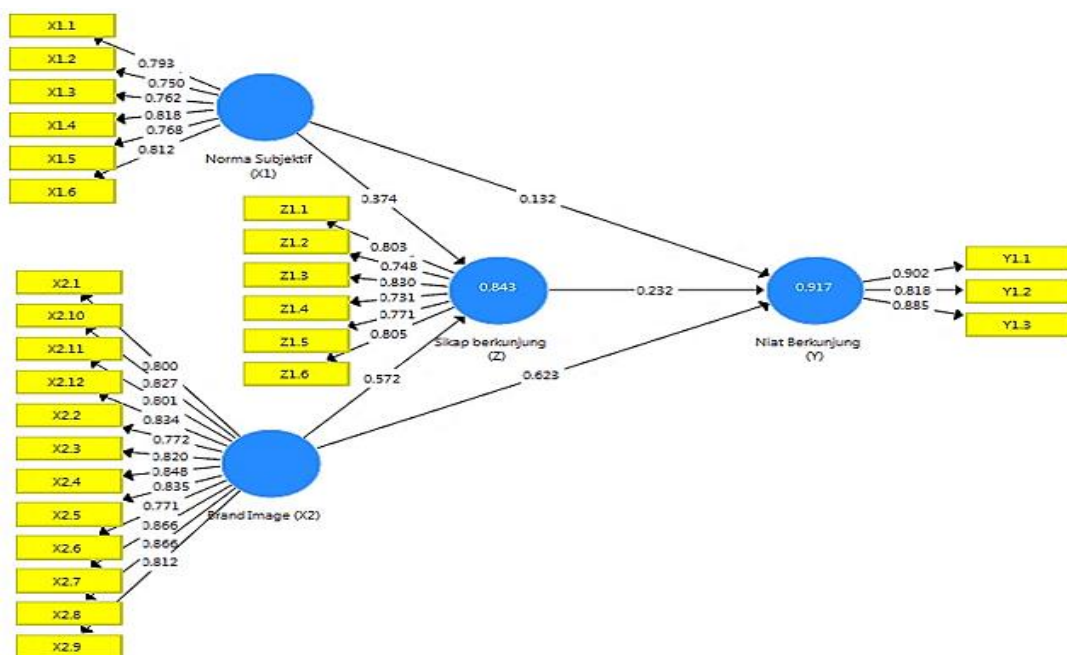 X1.1
X1.2
X1.3
X1.4
X1.5
X1.6
0.793
0.750
0.762
0.818
0.768
0.812
Norma Subjektif
(X1)
0.374
0.132
Z1.1
Z1.2
Z1.3
Z1.4
Z1.5
Z1.6
0.803
0.748
0.830
0.731
0.771
0.805
0.843
Sikap berkunjung
(Z)
0.232
0.917
Niat Berkunjung
(Y)
0.902
0.818
0.885
Y1.1
Y1.2
Y1.3
0.572
0.623
X2.1
X2.10
X2.11
X2.12
X2.2
X2.3
X2.4
X2.5
X2.6
X2.7
X2.8
X2.9
0.800
0.827
0.801
0.834
0.772
0.820
0.848
0.835
0.771
0.866
0.866
0.812
Brand Image (X2)